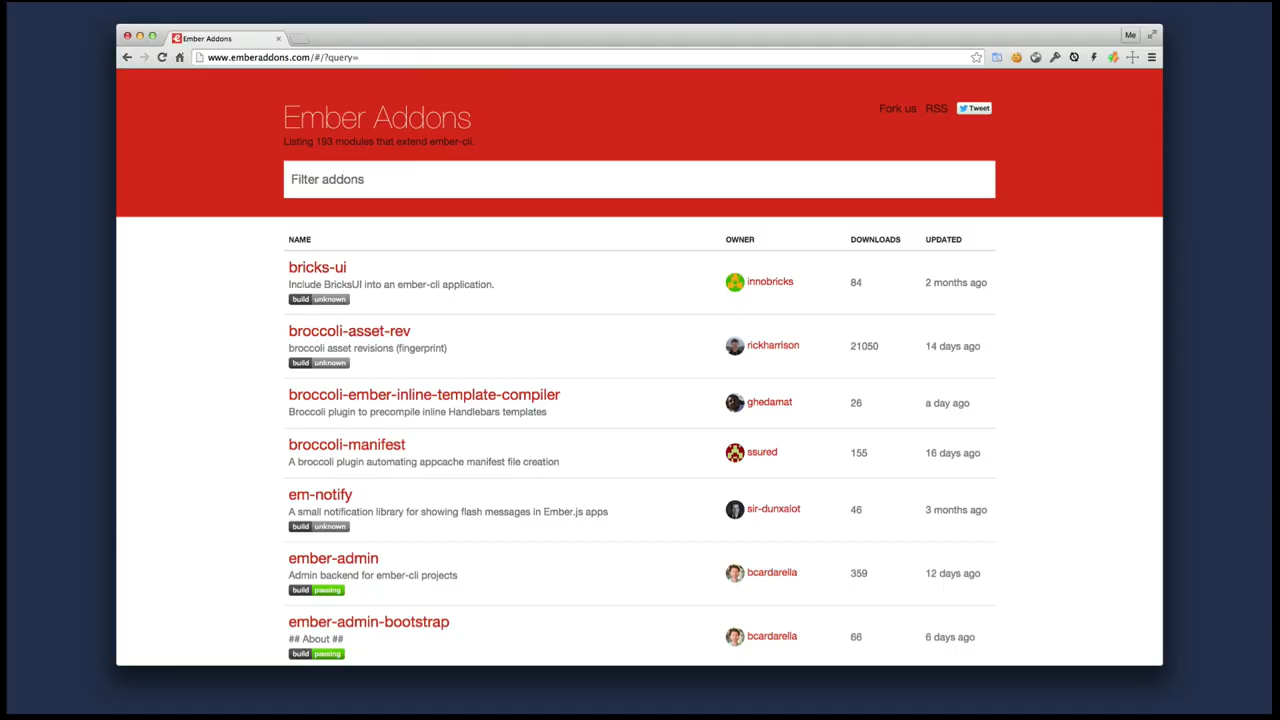 Ember Addons
Me
www.emberaddons.com/#/?query=
Ember Addons
Fork us RSS Tweet
Listing 193 modules that extend ember-cli.
Filter addons
NAME OWNER DOWNLOADS UPDATED
bricks-ui
Include BricksUI into an ember-cli application.
build unknown
innobricks 84 2 months ago
broccoli-asset-rev
broccoli asset revisions (fingerprint)
build unknown
rickharrison 21050 14 days ago
broccoli-ember-inline-template-compiler
Broccoli plugin to precompile inline Handlebars templates
ghedamat 26 a day ago
broccoli-manifest
A broccoli plugin automating appcache manifest file creation
ssured 155 16 days ago
em-notify
A small notification library for showing flash messages in Ember.js apps
build unknown
sir-dunxalot 46 3 months ago
ember-admin
Admin backend for ember-cli projects
build passing
bcardarella 359 12 days ago
ember-admin-bootstrap
## About ##
build passing
bcardarella 66 6 days ago